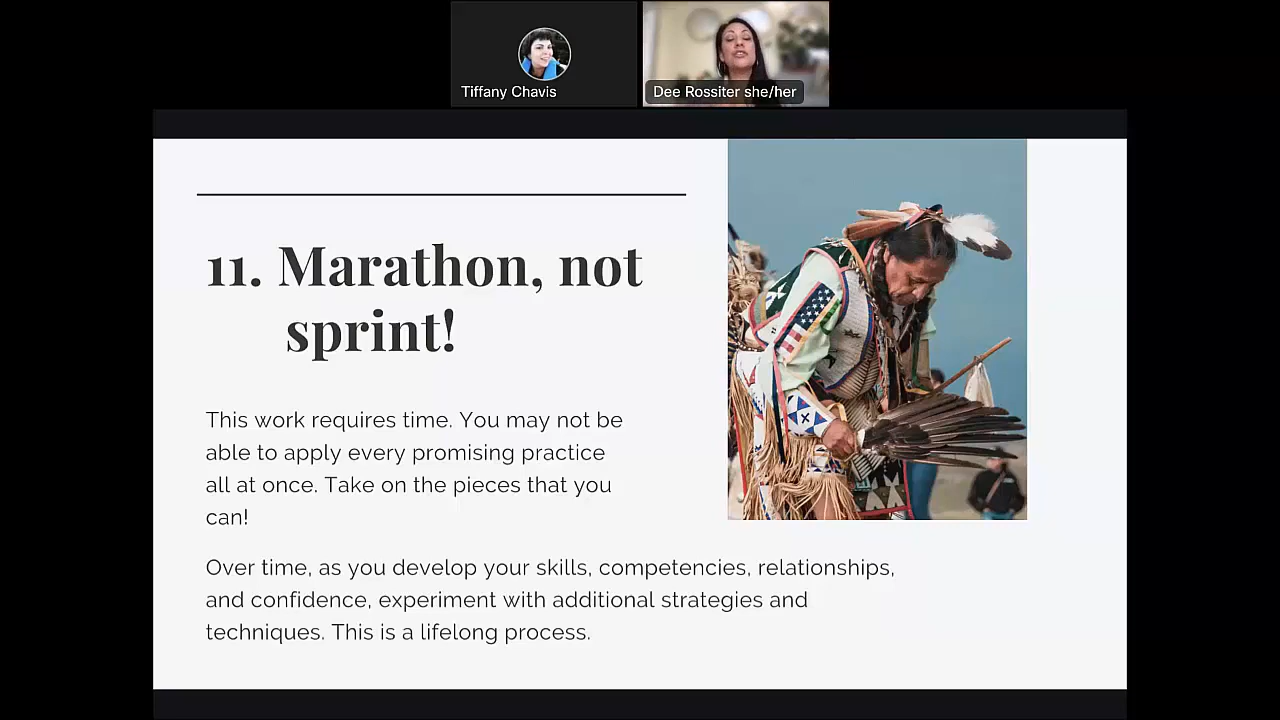 Tiffany Chavis
Dee Rossiter she/her
11. Marathon, not
sprint!
This work requires time. You may not be
able to apply every promising practice
all at once. Take on the pieces that you
can!
Over time, as you develop your skills, competencies, relationships,
and confidence, experiment with additional strategies and
techniques. This is a lifelong process.